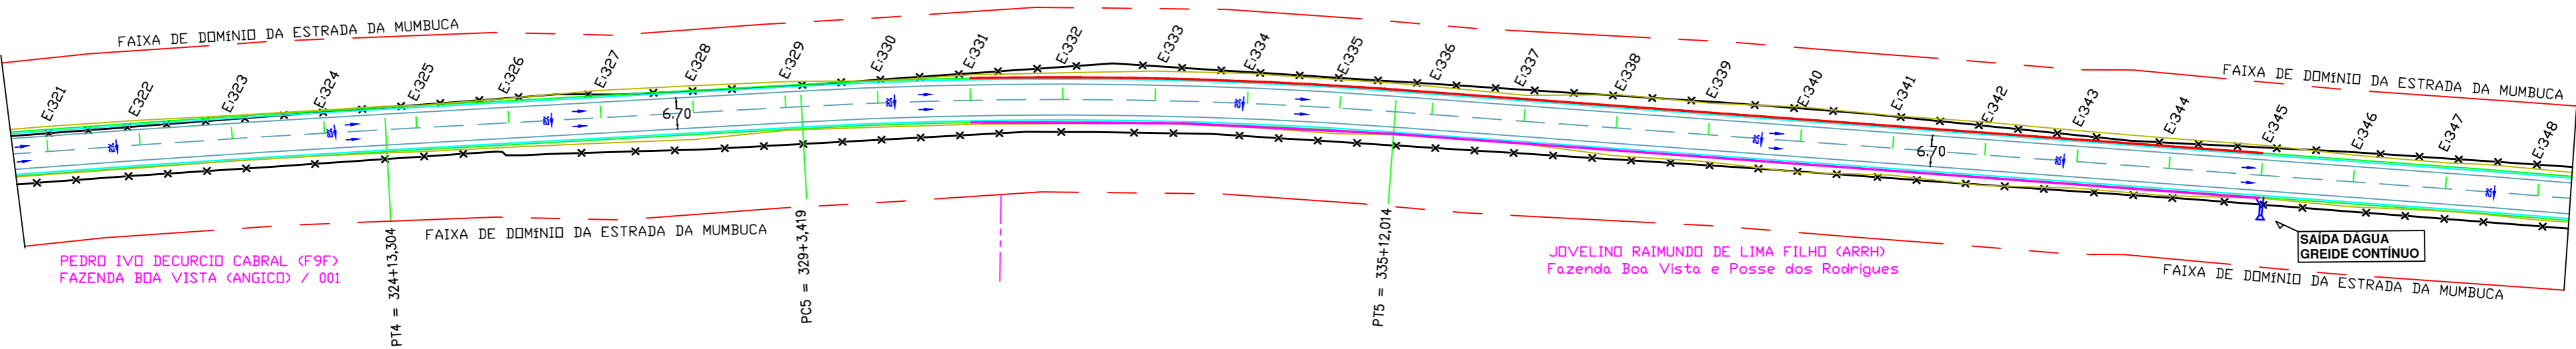 FAIXA DE DOMÍNIO DA ESTRADA DA MUMBUCA
FAIXA DE DOMÍNIO DA ESTRADA DA MUMBUCA
E:321
E:322
E:323
E:324
E:325
E:326
E:327
E:328
E:329
E:330
E:331
E:332
E:333
E:334
E:335
E:336
E:337
E:338
E:339
E:340
E:341
E:342
E:343
E:344
E:345
E:346
E:347
E:348
6.70
6.70
PT4 = 324+13,304
PC5 = 329+3,419
PT5 = 335+12,014
FAIXA DE DOMÍNIO DA ESTRADA DA MUMBUCA
PEDRO IVO DECURCIO CABRAL (F9F)
FAZENDA BOA VISTA (ANGICO) / 001
JOVELINO RAIMUNDO DE LIMA FILHO (ARRH)
Fazenda Boa Vista e Posse dos Rodrigues
SAÍDA DÁGUA
GREIDE CONTÍNUO
FAIXA DE DOMÍNIO DA ESTRADA DA MUMBUCA